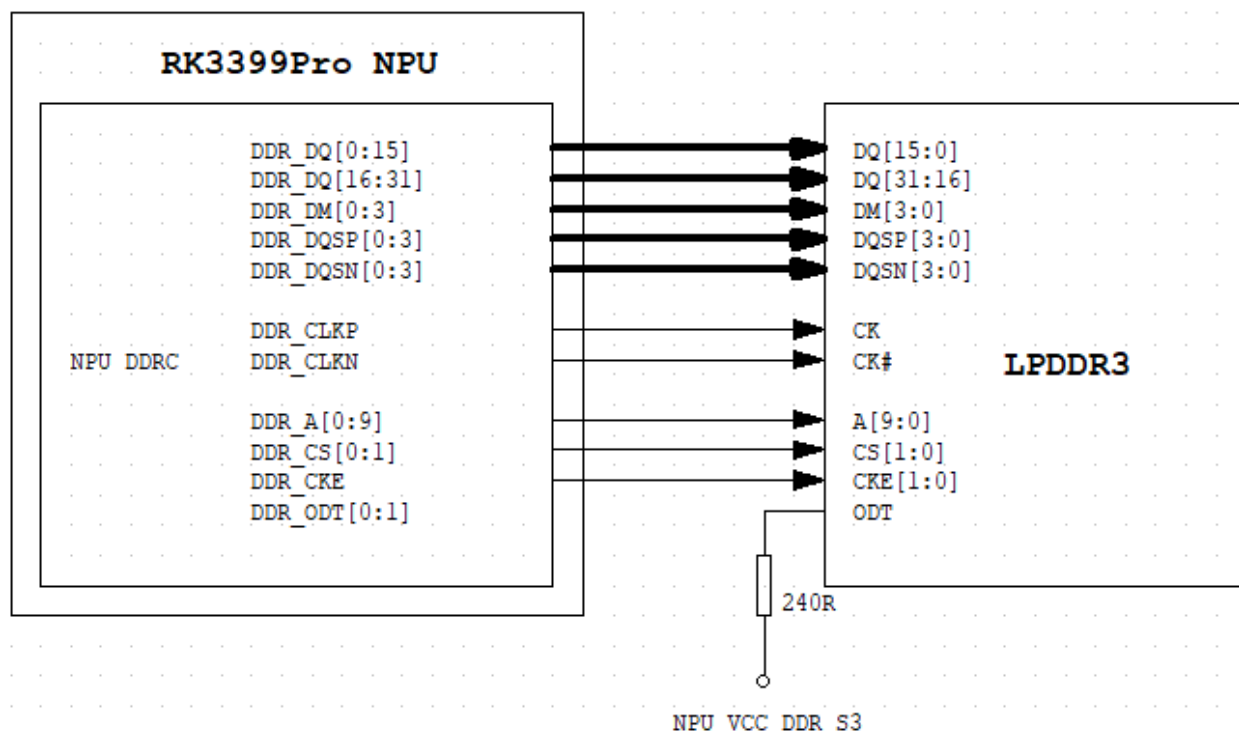 RK3399Pro NPU
DDR_DQ[0:15]
DDR_DQ[16:31]
DDR_DM[0:3]
DDR_DQSP[0:3]
DDR_DQSN[0:3]
DDR_CLKP
NPU DDRC DDR_CLKN
DDR_A[0:9]
DDR_CS[0:1]
DDR_CKE
DDR_ODT[0:1]
DQ[15:0]
DQ[31:16]
DM[3:0]
DQSP[3:0]
DQSN[3:0]
CK
CK# LPDDR3
A[9:0]
CS[1:0]
CKE[1:0]
ODT
240R
NPU VCC DDR S3